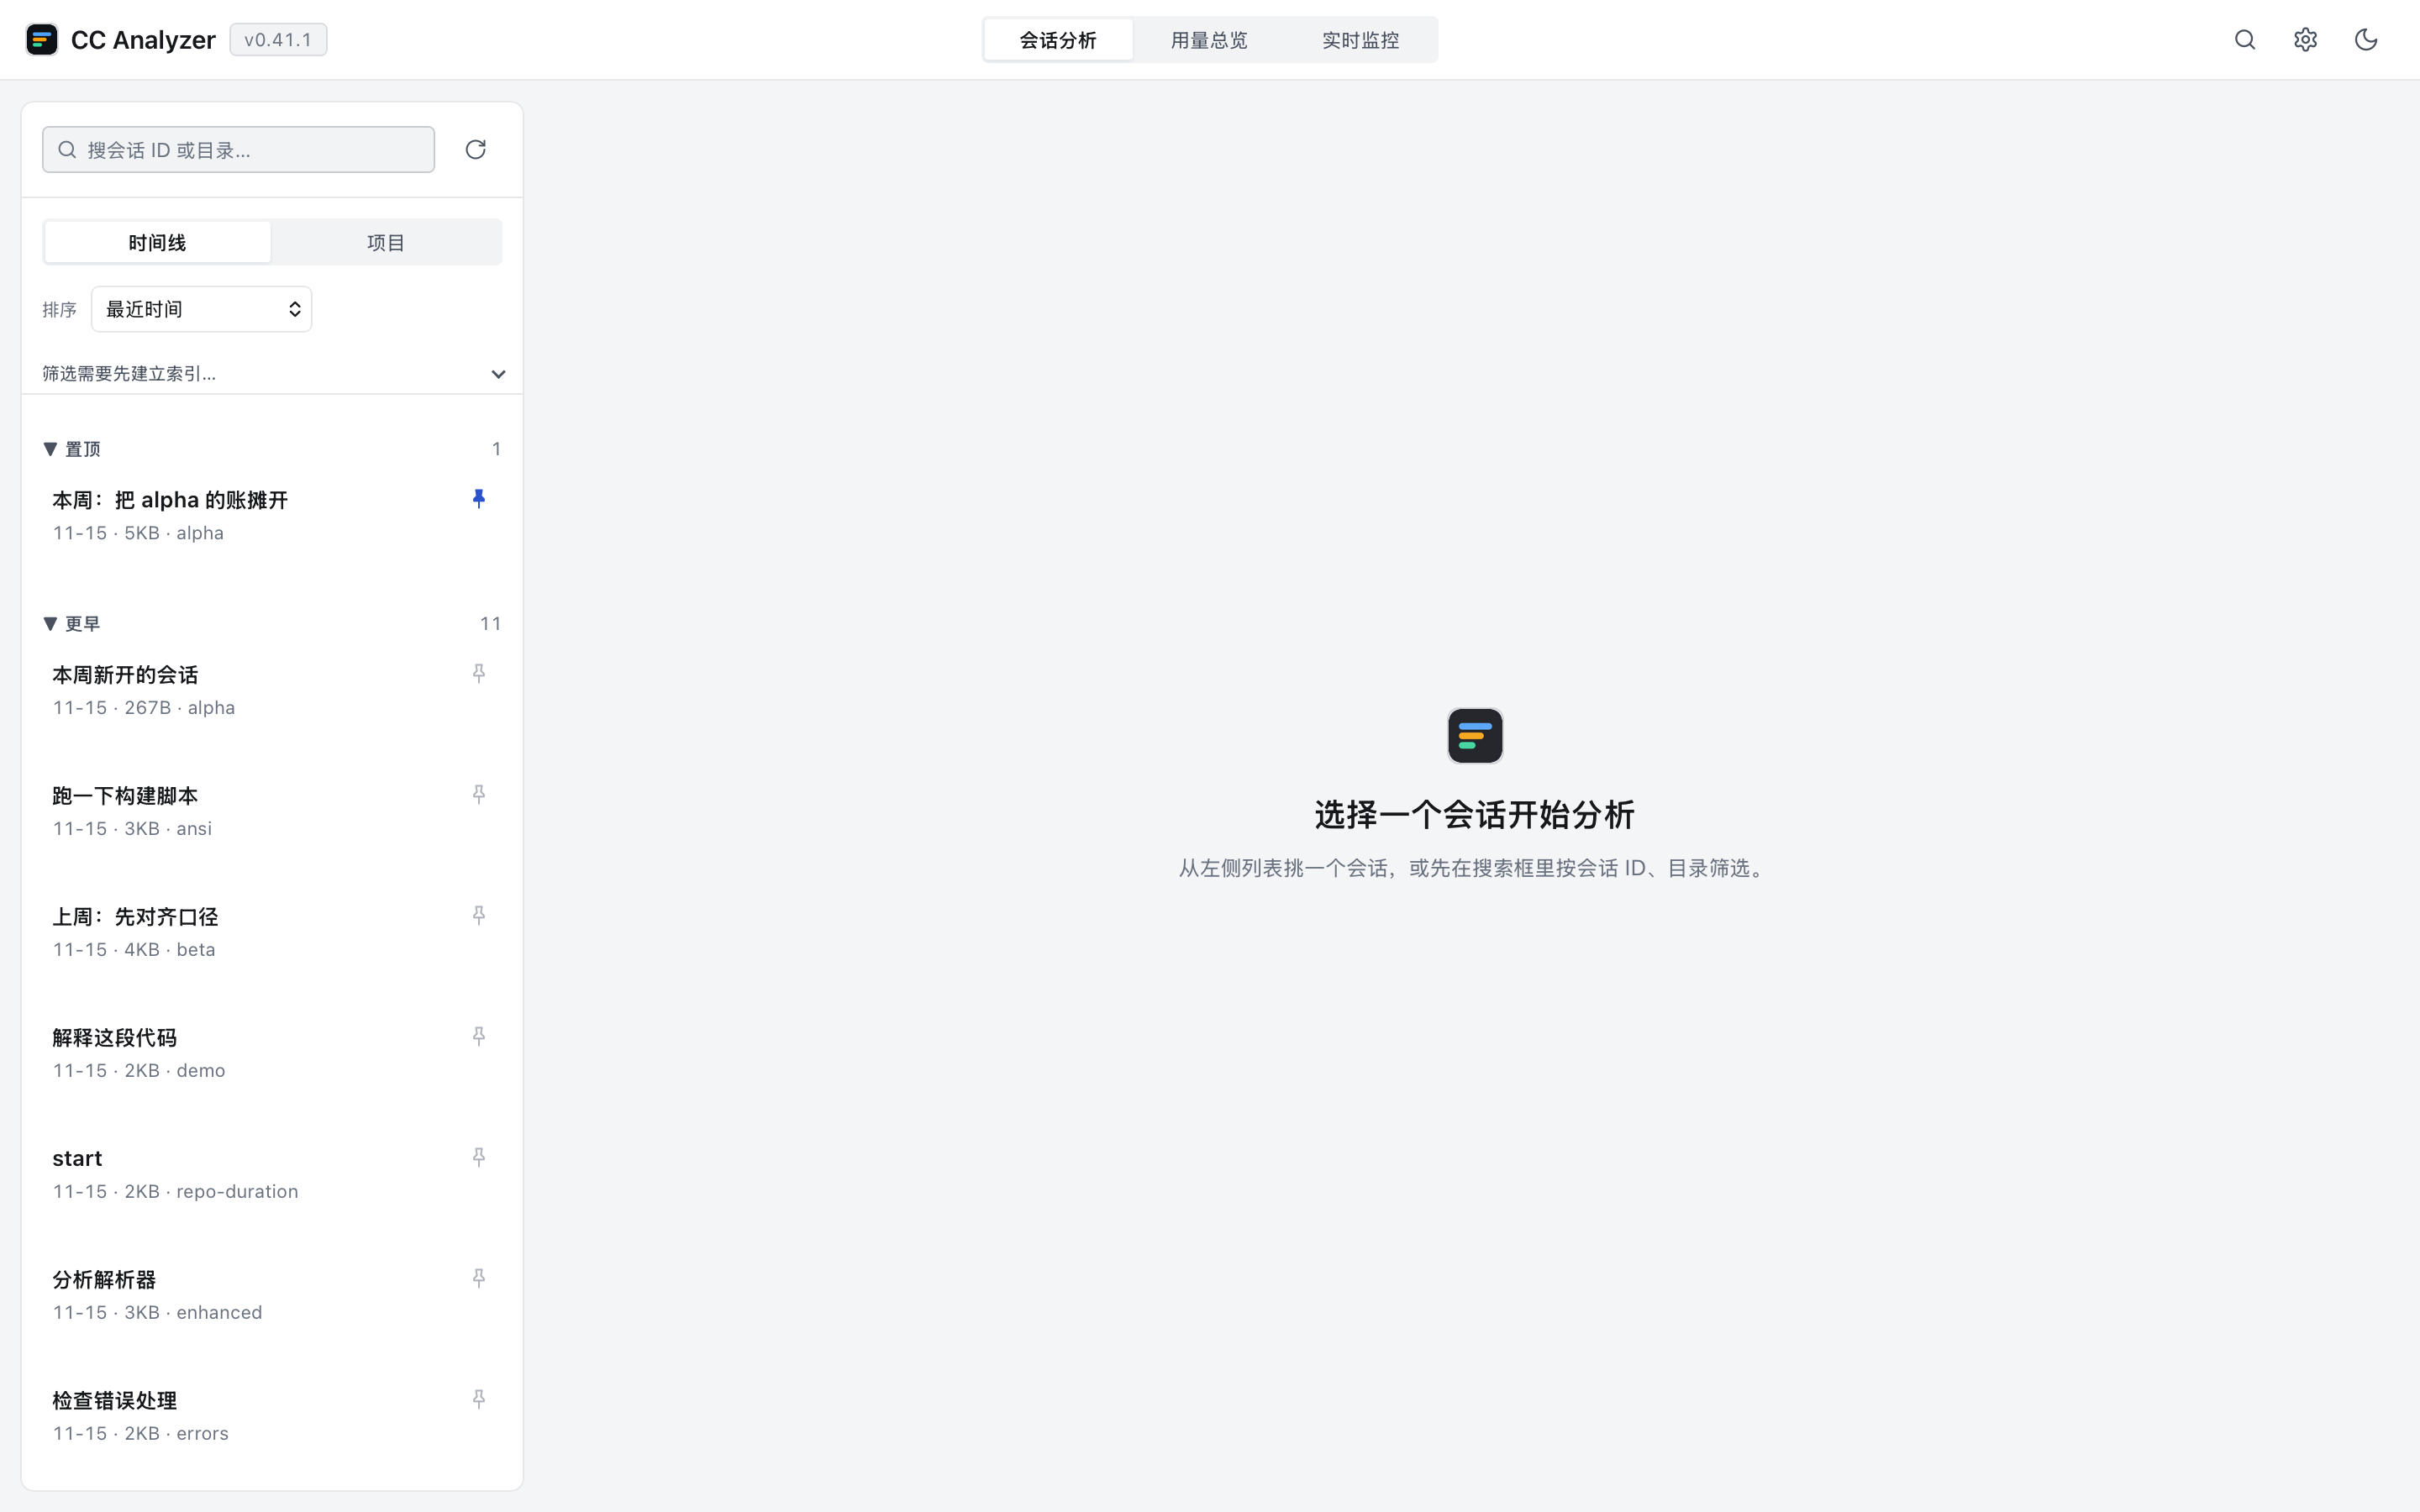 CC Analyzer v0.41.1
会话分析 用量总览 实时监控
搜会话 ID 或目录...
时间线 项目
排序 最近时间
筛选需要先建立索引...
置顶 1
本周：把 alpha 的账摊开
11-15 · 5KB · alpha
更早 11
本周新开的会话
11-15 · 267B · alpha
跑一下构建脚本
11-15 · 3KB · ansi
上周：先对齐口径
11-15 · 4KB · beta
解释这段代码
11-15 · 2KB · demo
start
11-15 · 2KB · repo-duration
分析解析器
11-15 · 3KB · enhanced
检查错误处理
11-15 · 2KB · errors
选择一个会话开始分析
从左侧列表挑一个会话，或先在搜索框里按会话 ID、目录筛选。